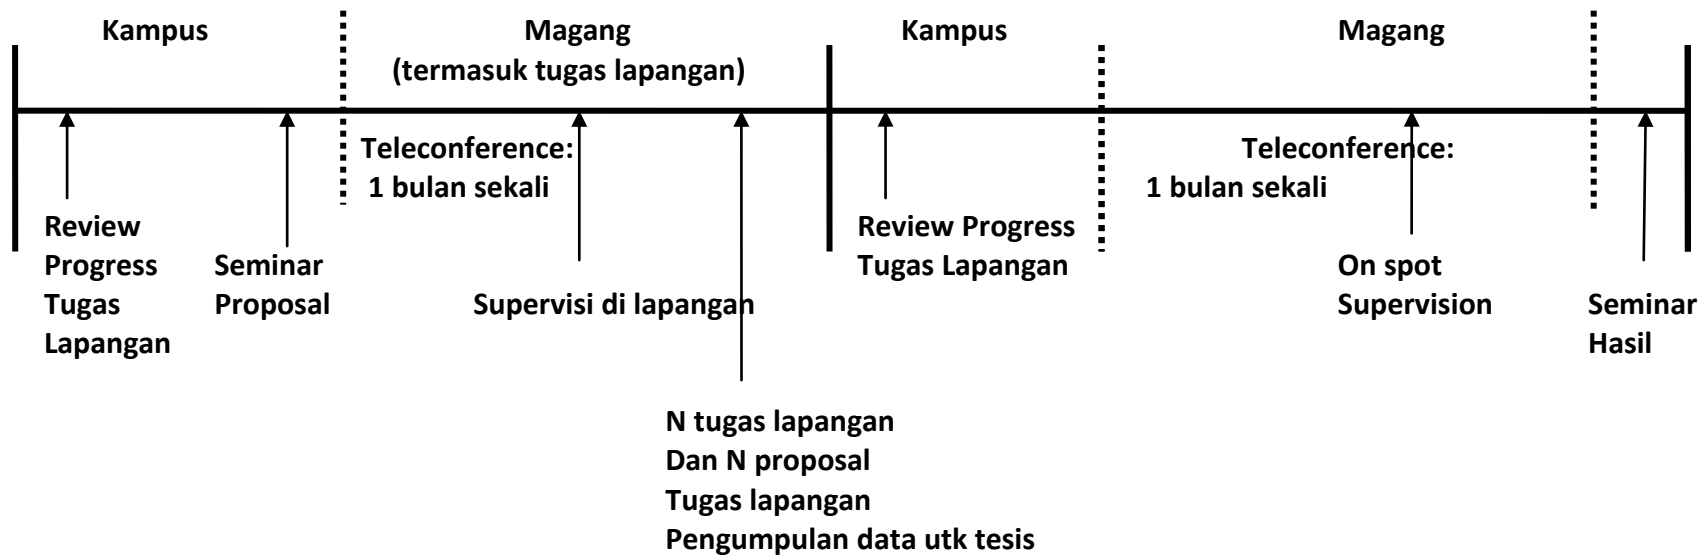 Kampus
Magang
(termasuk tugas lapangan)
Kampus
Magang
Teleconference:
1 bulan sekali
Teleconference:
1 bulan sekali
Review
Progress
Tugas
Lapangan
Seminar
Proposal
Supervisi di lapangan
N tugas lapangan
Dan N proposal
Tugas lapangan
Pengumpulan data utk tesis
Review Progress
Tugas Lapangan
On spot
Supervision
Seminar
Hasil